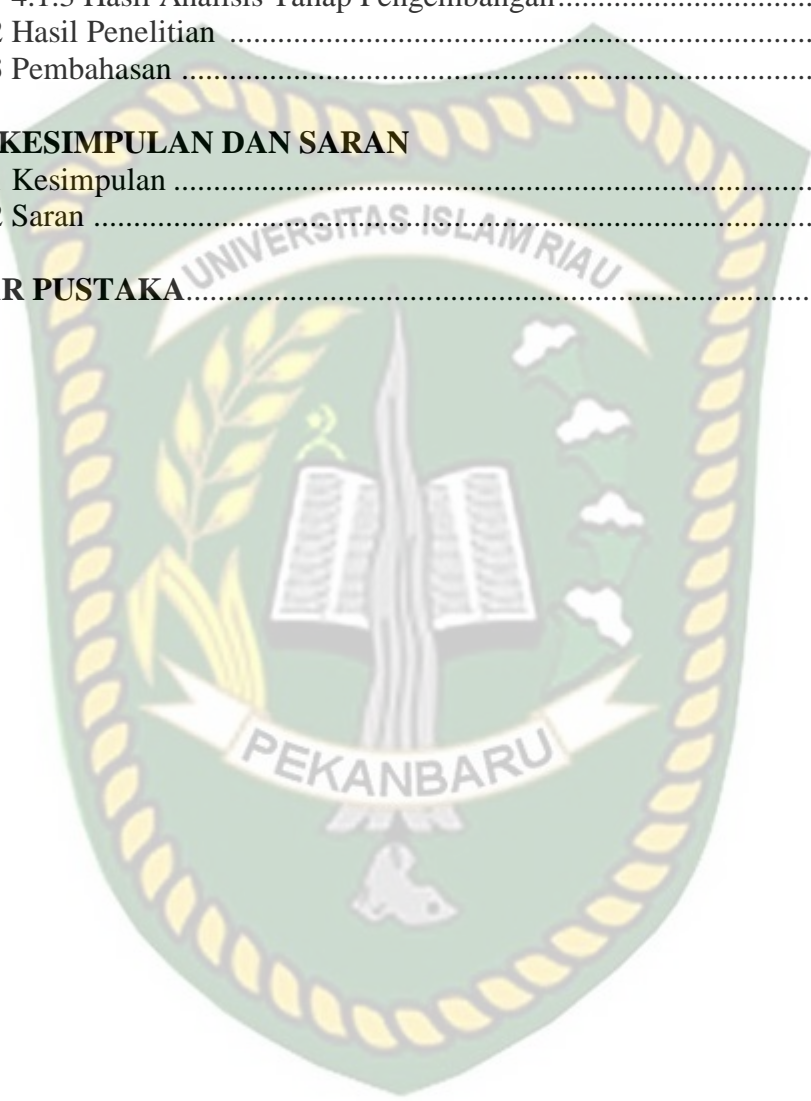 4.1.3 Hasil Analisis Tahap Pengembangan........................................
2 Hasil Penelitian ........................................
3 Pembahasan ........................................
KESIMPULAN DAN SARAN
Kesimpulan ........................................
2 Saran ........................................
UNIVERSITAS ISLAM RIAU
R PUSTAKA........................................
PEKANBARU